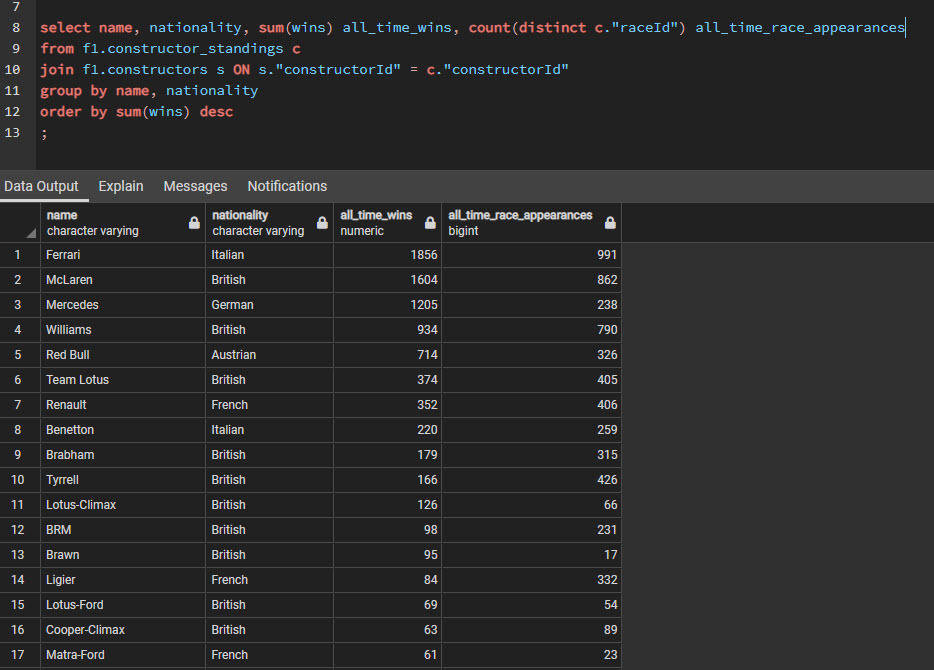 7
8 select name, nationality, sum(wins) all_time_wins, count(distinct c."raceId") all_time_race_appearances
9 from f1.constructor_standings c
10 join f1.constructors s ON s."constructorId" = c."constructorId"
11 group by name, nationality
12 order by sum(wins) desc
13 ;
Data Output Explain Messages Notifications
name nationality all_time_wins all_time_race_appearances
character varying character varying numeric bigint
1 Ferrari Italian 1856 991
2 McLaren British 1604 862
3 Mercedes German 1205 238
4 Williams British 934 790
5 Red Bull Austrian 714 326
6 Team Lotus British 374 405
7 Renault French 352 406
8 Benetton Italian 220 259
9 Brabham British 179 315
10 Tyrrell British 166 426
11 Lotus-Climax British 126 66
12 BRM British 98 231
13 Brawn British 95 17
14 Ligier French 84 332
15 Lotus-Ford British 69 54
16 Cooper-Climax British 63 89
17 Matra-Ford French 61 23